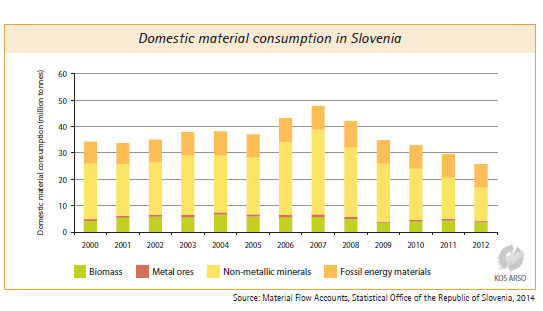 Domestic material consumption in Slovenia
Domestic material consumption (million tonnes)
60
50
40
30
20
10
0
2000 2001 2002 2003 2004 2005 2006 2007 2008 2009 2010 2011 2012
Biomass Metal ores Non-metallic minerals Fossil energy materials
KOS ARSO
Source: Material Flow Accounts, Statistical Office of the Republic of Slovenia, 2014